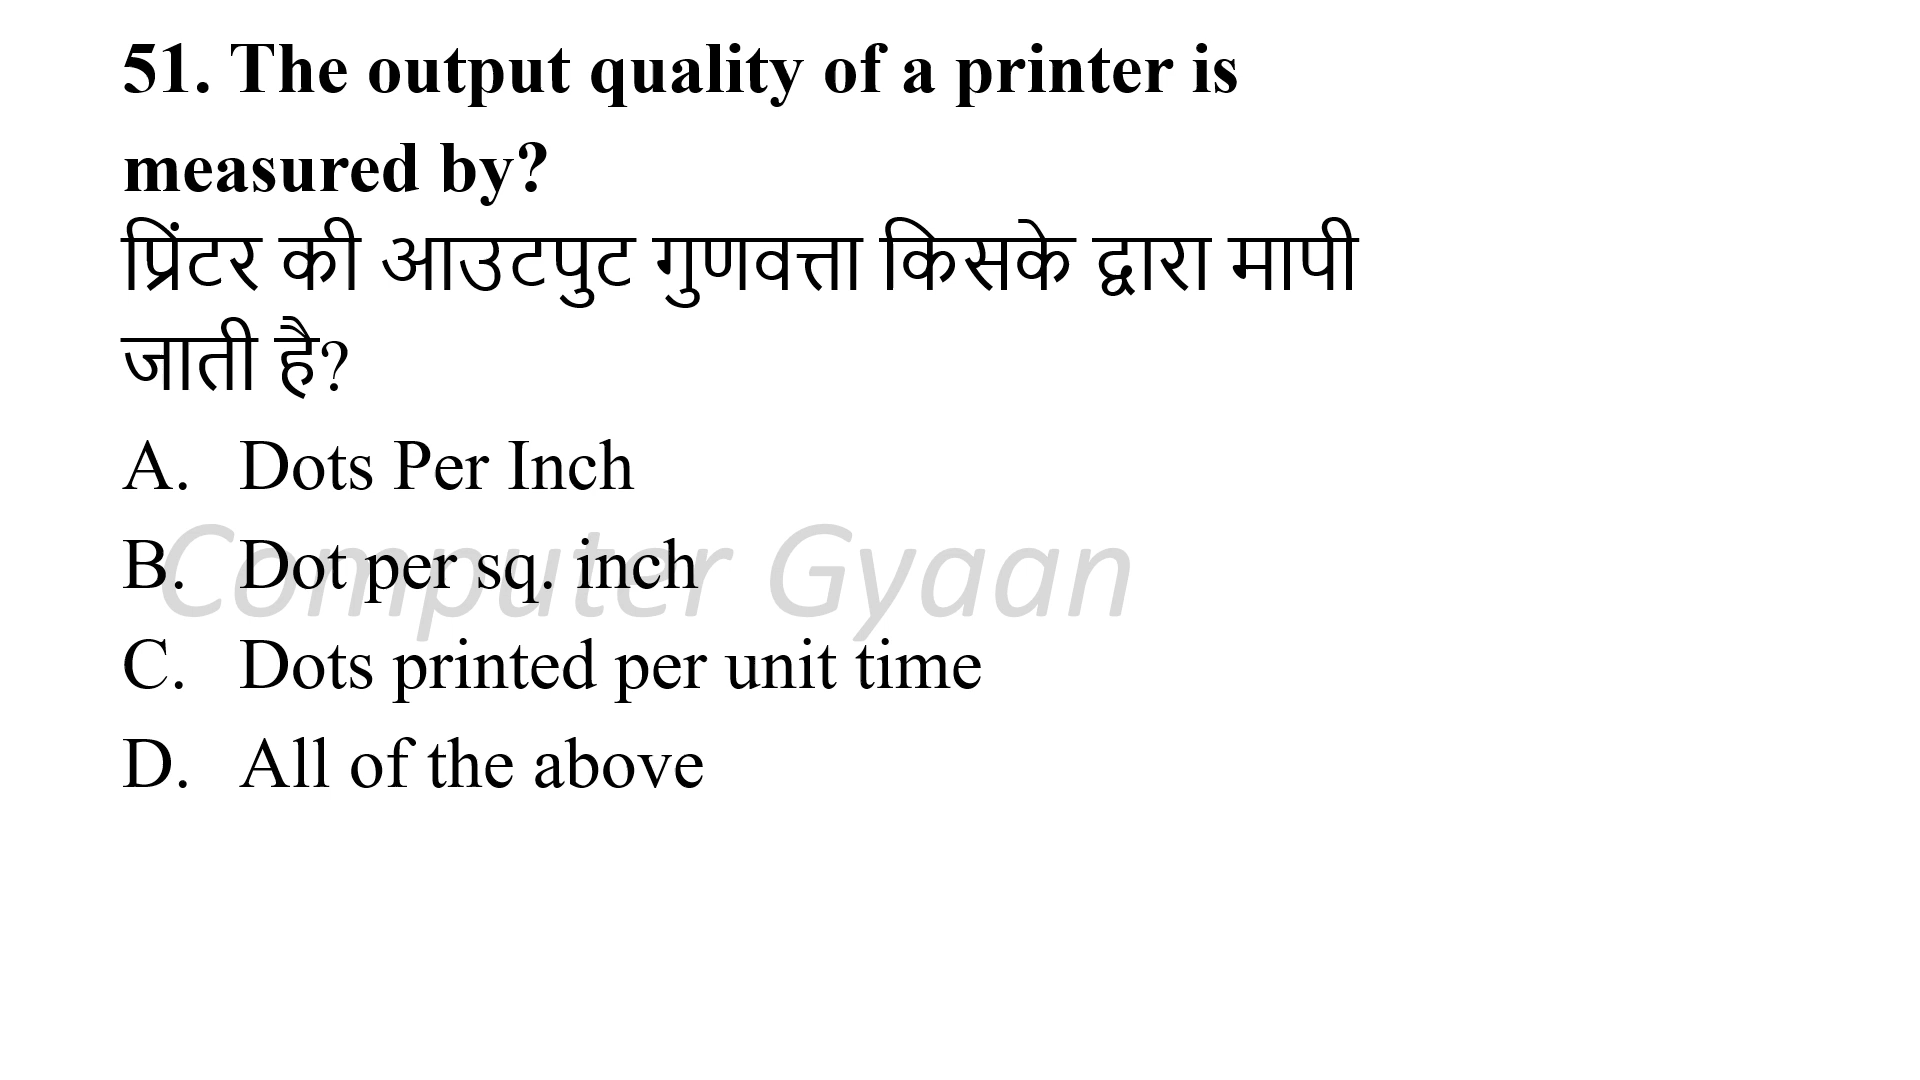 51. The output quality of a printer is
measured by?
प्रिंटर की आउटपुट गुणवत्ता किसके द्वारा मापी
जाती है?
A. Dots Per Inch
B. Dot per sq. inch
Computer Gyaan
C. Dots printed per unit time
D. All of the above